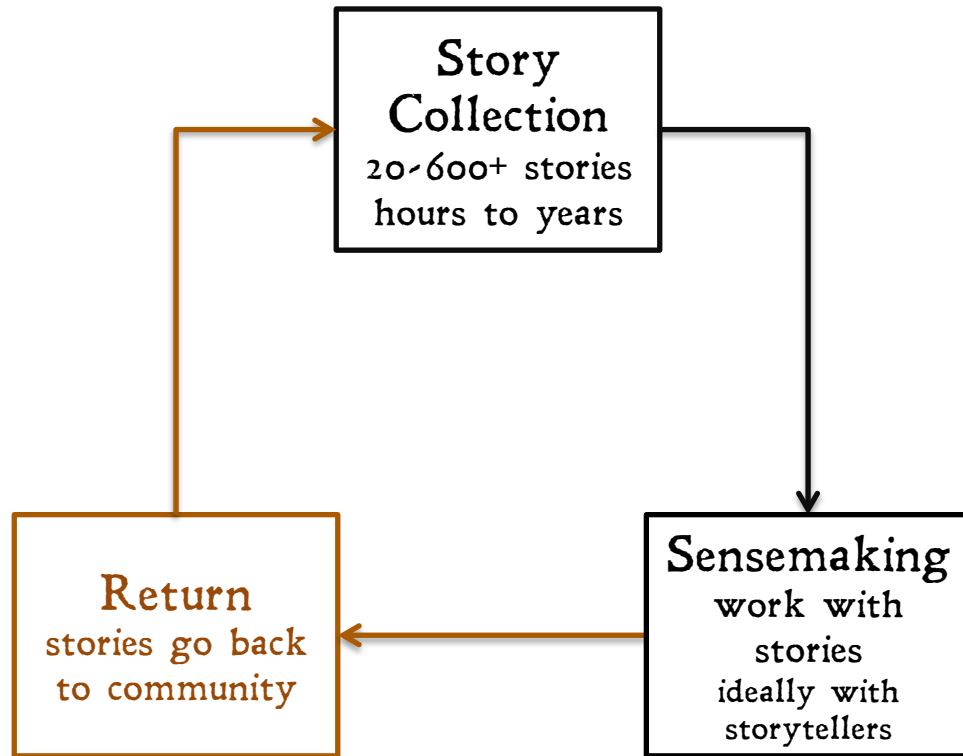 Story
Collection
20-600+ stories
hours to years
Return
stories go back
to community
Sensemaking
work with
stories
ideally with
storytellers